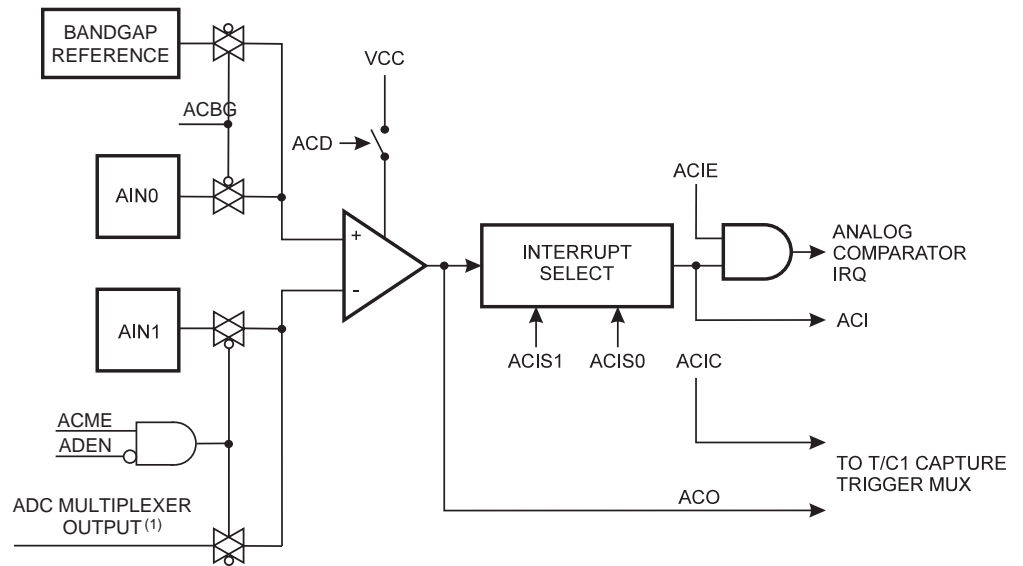 BANDGAP
REFERENCE
VCC
ACBG
ACD
AIN0
ACIE
+
INTERRUPT
SELECT
ANALOG
COMPARATOR
IRQ
-
AIN1
ACI
ACIS1
ACIS0
ACIC
ACME
ADEN
TO T/C1 CAPTURE
TRIGGER MUX
ADC MULTIPLEXER
OUTPUT (1)
ACO